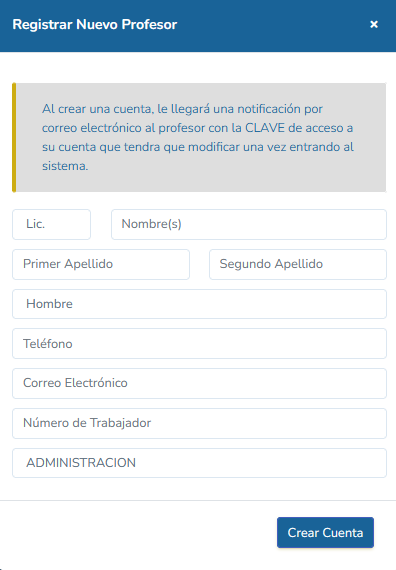 Registrar Nuevo Profesor ×
Al crear una cuenta, le llegará una notificación por
correo electrónico al profesor con la CLAVE de acceso a
su cuenta que tendra que modificar una vez entrando al
sistema.
Lic. Nombre(s)
Primer Apellido Segundo Apellido
Hombre
Teléfono
Correo Electrónico
Número de Trabajador
ADMINISTRACION
Crear Cuenta